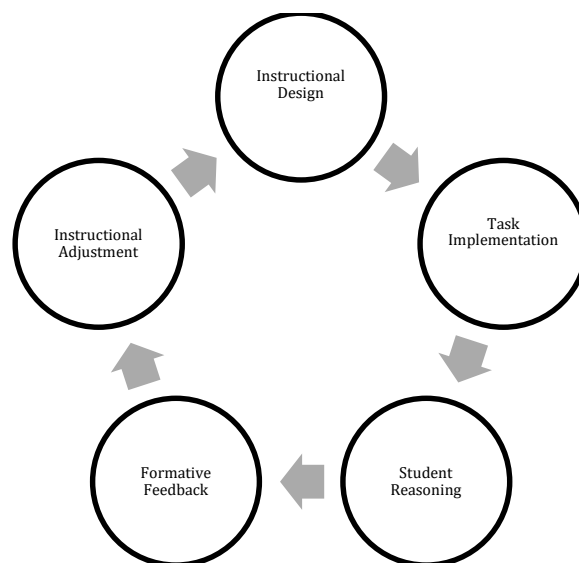 Instructional
Design
Task
Implementation
Student
Reasoning
Formative
Feedback
Instructional
Adjustment